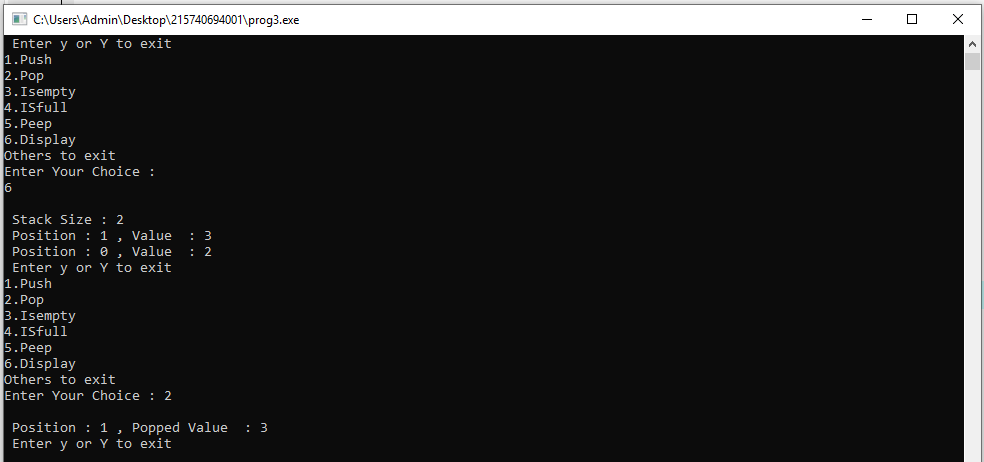 C:\Users\Admin\Desktop\215740694001\prog3.exe
Enter y or Y to exit
1.Push
2.Pop
3.Isempty
4.ISfull
5.Peep
6.Display
Others to exit
Enter Your Choice :
6
Stack Size : 2
Position : 1 , Value  : 3
Position : 0 , Value  : 2
Enter y or Y to exit
1.Push
2.Pop
3.Isempty
4.ISfull
5.Peep
6.Display
Others to exit
Enter Your Choice : 2
Position : 1 , Popped Value  : 3
Enter y or Y to exit